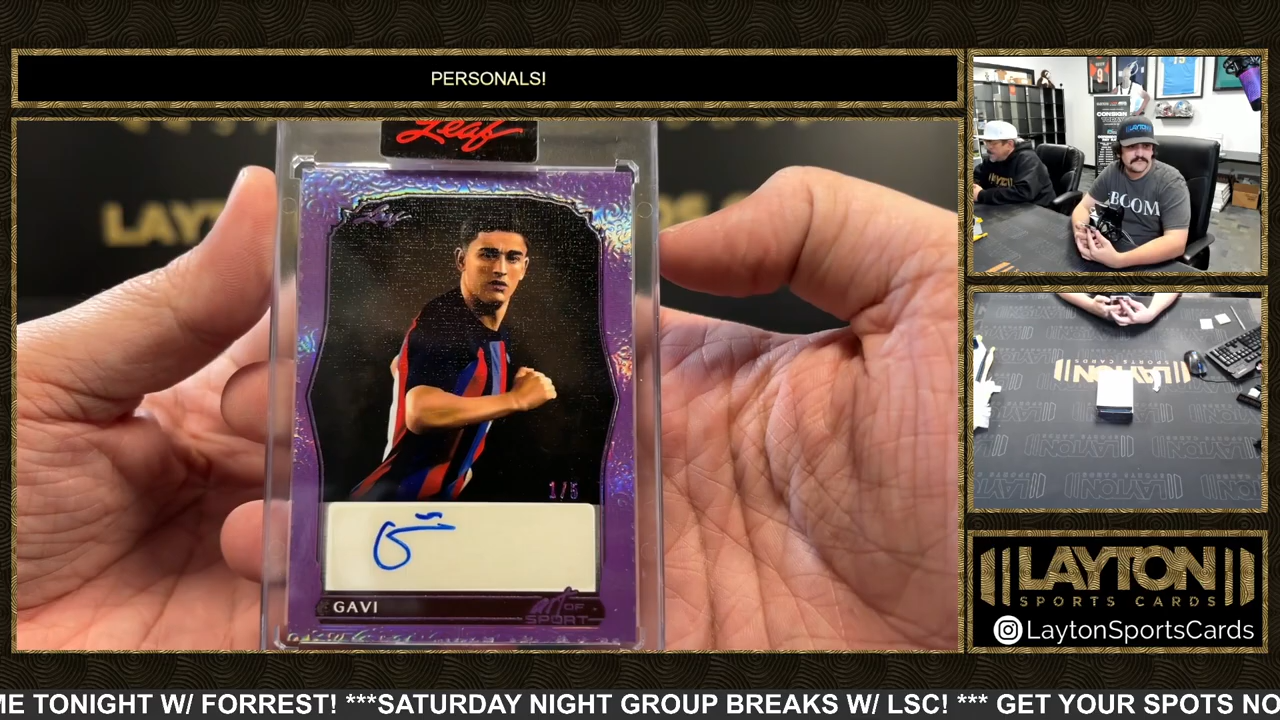 PERSONALS!
Leaf
1/5
GAVI
art OF
SPORT
BOOM
LAYTON
LAYTON
SPORTS CARDS
LaytonSportsCards
ME TONIGHT W/ FORREST! ***SATURDAY NIGHT GROUP BREAKS W/ LSC! *** GET YOUR SPOTS NO